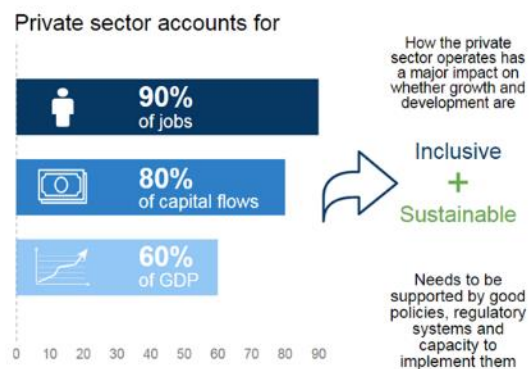 Private sector accounts for
90%
of jobs
80%
of capital flows
60%
of GDP
0 10 20 30 40 50 60 70 80 90
How the private
sector operates has
a major impact on
whether growth and
development are
Inclusive
+
Sustainable
Needs to be
supported by good
policies, regulatory
systems and
capacity to
implement them